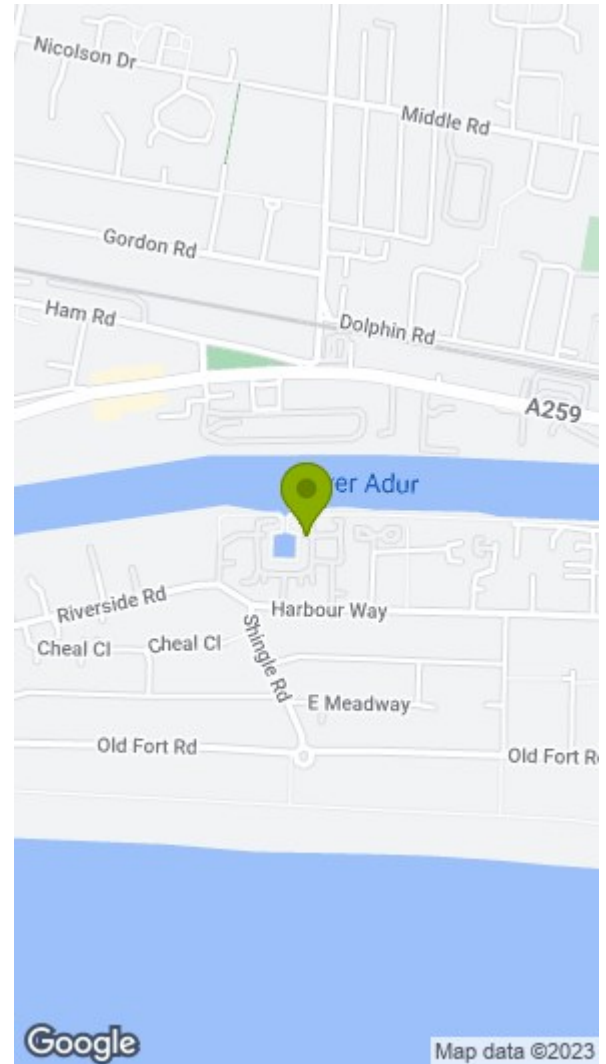 Nicolson Dr
Middle Rd
Gordon Rd
Ham Rd
Dolphin Rd
A259
Adur
Riverside Rd
Harbour Way
Cheal Cl
Cheal Cl
Shingle Rd
E Meadway
Old Fort Rd
Old Fort
Google
Map data ©2023